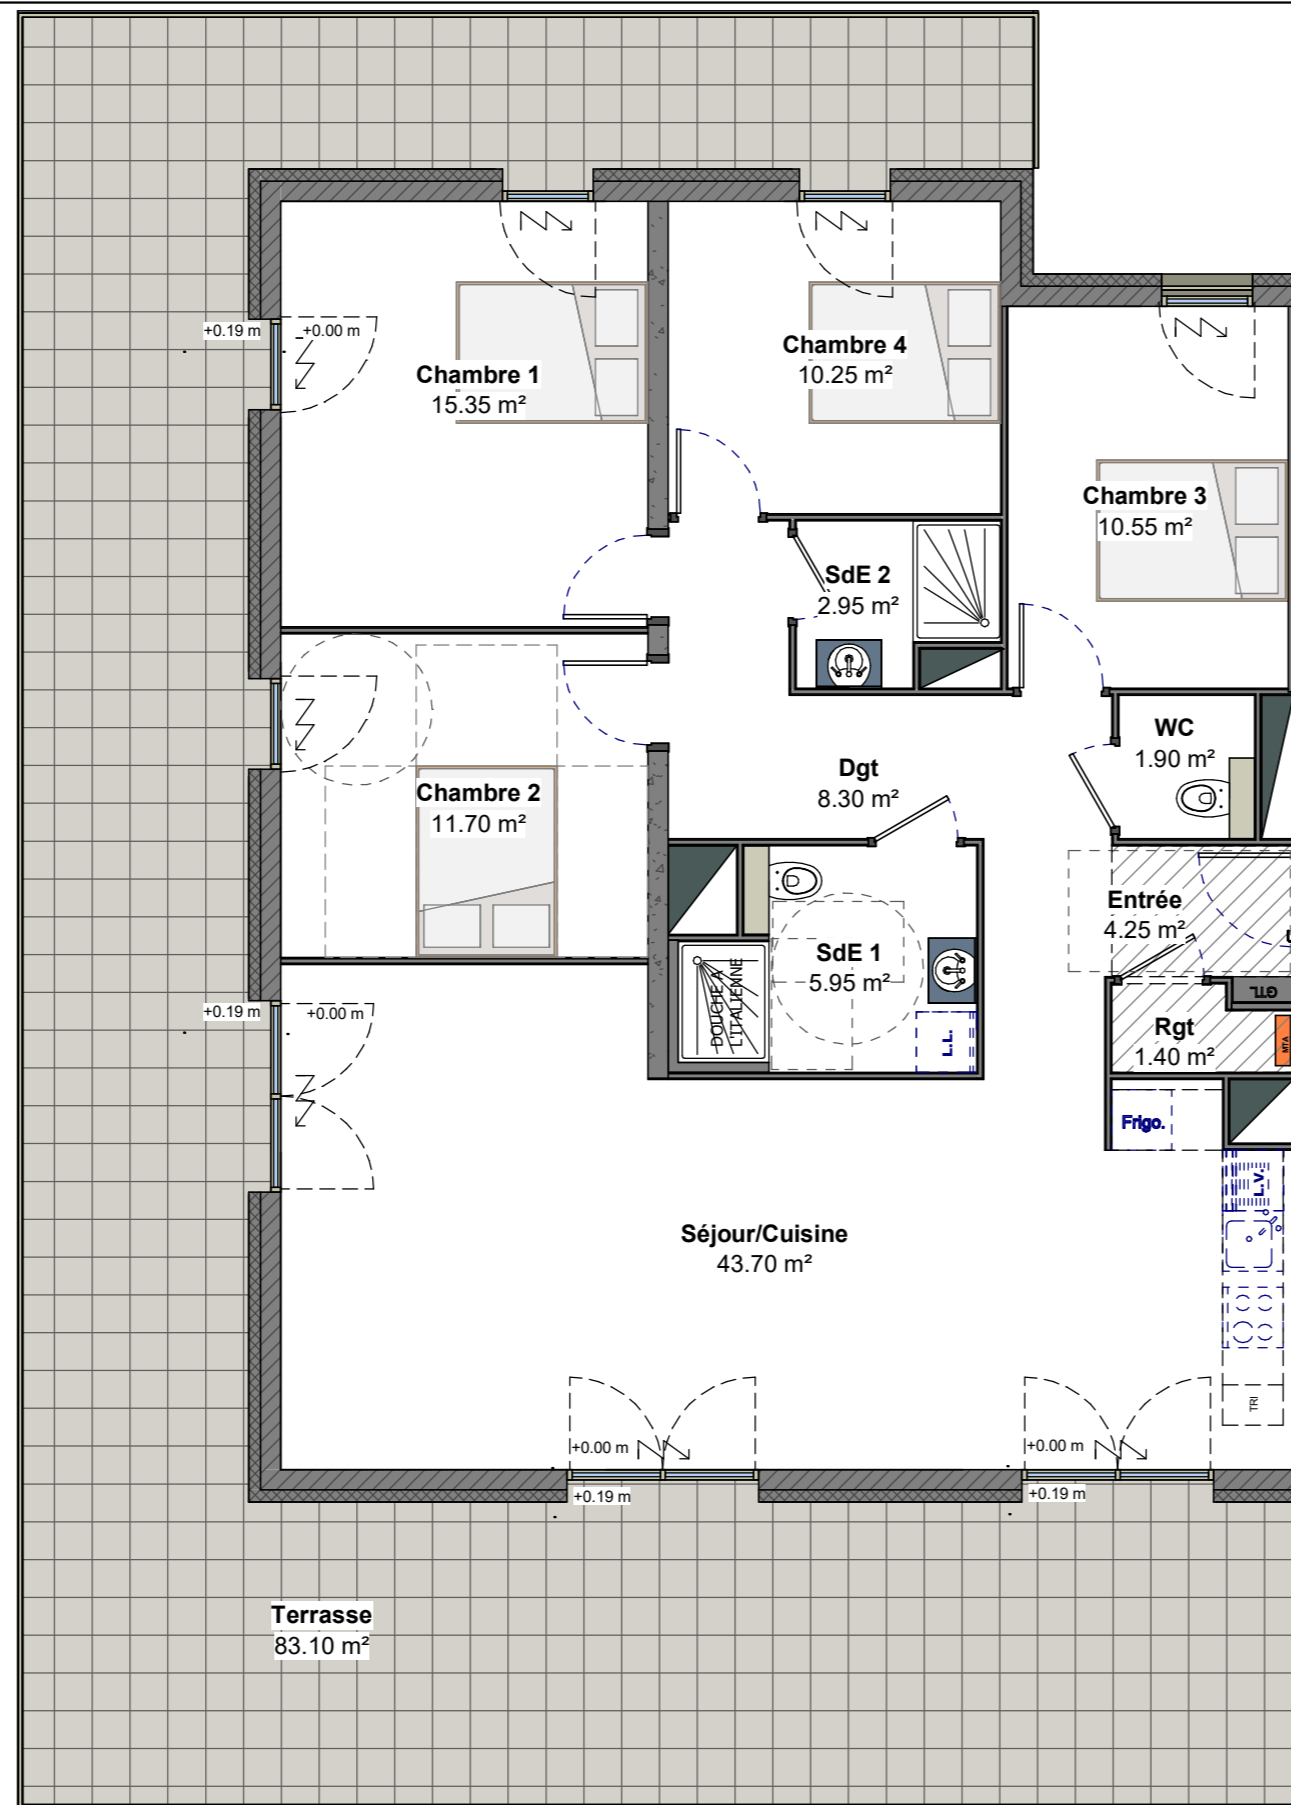 +0.19 m
+0.00 m
Chambre 1
15.35 m²
Chambre 4
10.25 m²
Chambre 3
10.55 m²
SdE 2
2.95 m²
WC
1.90 m²
Dgt
8.30 m²
Chambre 2
11.70 m²
Entrée
4.25 m²
SdE 1
5.95 m²
DOUCHE A
L'ITALIENNE
L.L.
GTL
Rgt
1.40 m²
MTA
+0.19 m
+0.00 m
Frigo.
L.V.
Séjour/Cuisine
43.70 m²
TRI
+0.00 m
+0.19 m
+0.00 m
+0.19 m
Terrasse
83.10 m²